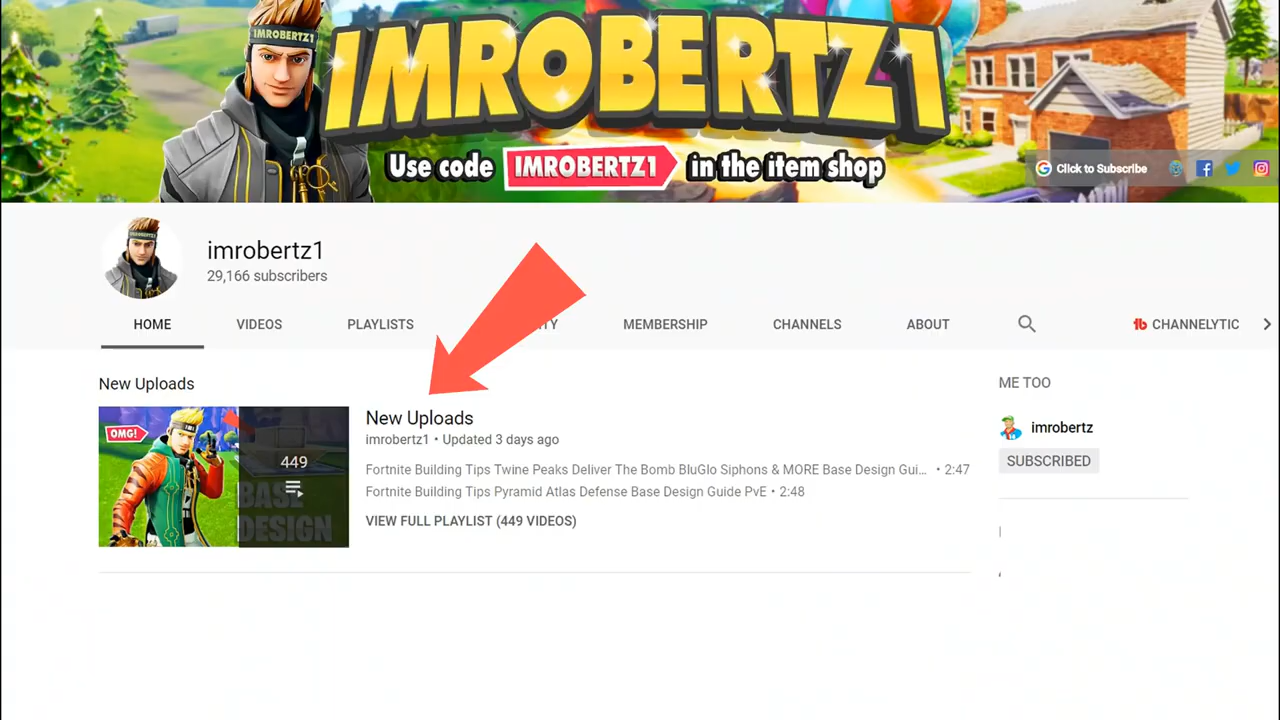 IMROBERTZ1
IMROBERTZ1
Use code IMROBERTZ1 in the item shop
Click to Subscribe
imrobertz1
29,166 subscribers
HOME VIDEOS PLAYLISTS MEMBERSHIP CHANNELS ABOUT CHANNELYTIC
New Uploads
ME TOO
OMG!
449
BASE
DESIGN
New Uploads
imrobertz1 • Updated 3 days ago
Fortnite Building Tips Twine Peaks Deliver The Bomb BluGlo Siphons & MORE Base Design Gui... • 2:47
Fortnite Building Tips Pyramid Atlas Defense Base Design Guide PvE • 2:48
VIEW FULL PLAYLIST (449 VIDEOS)
imrobertz
SUBSCRIBED